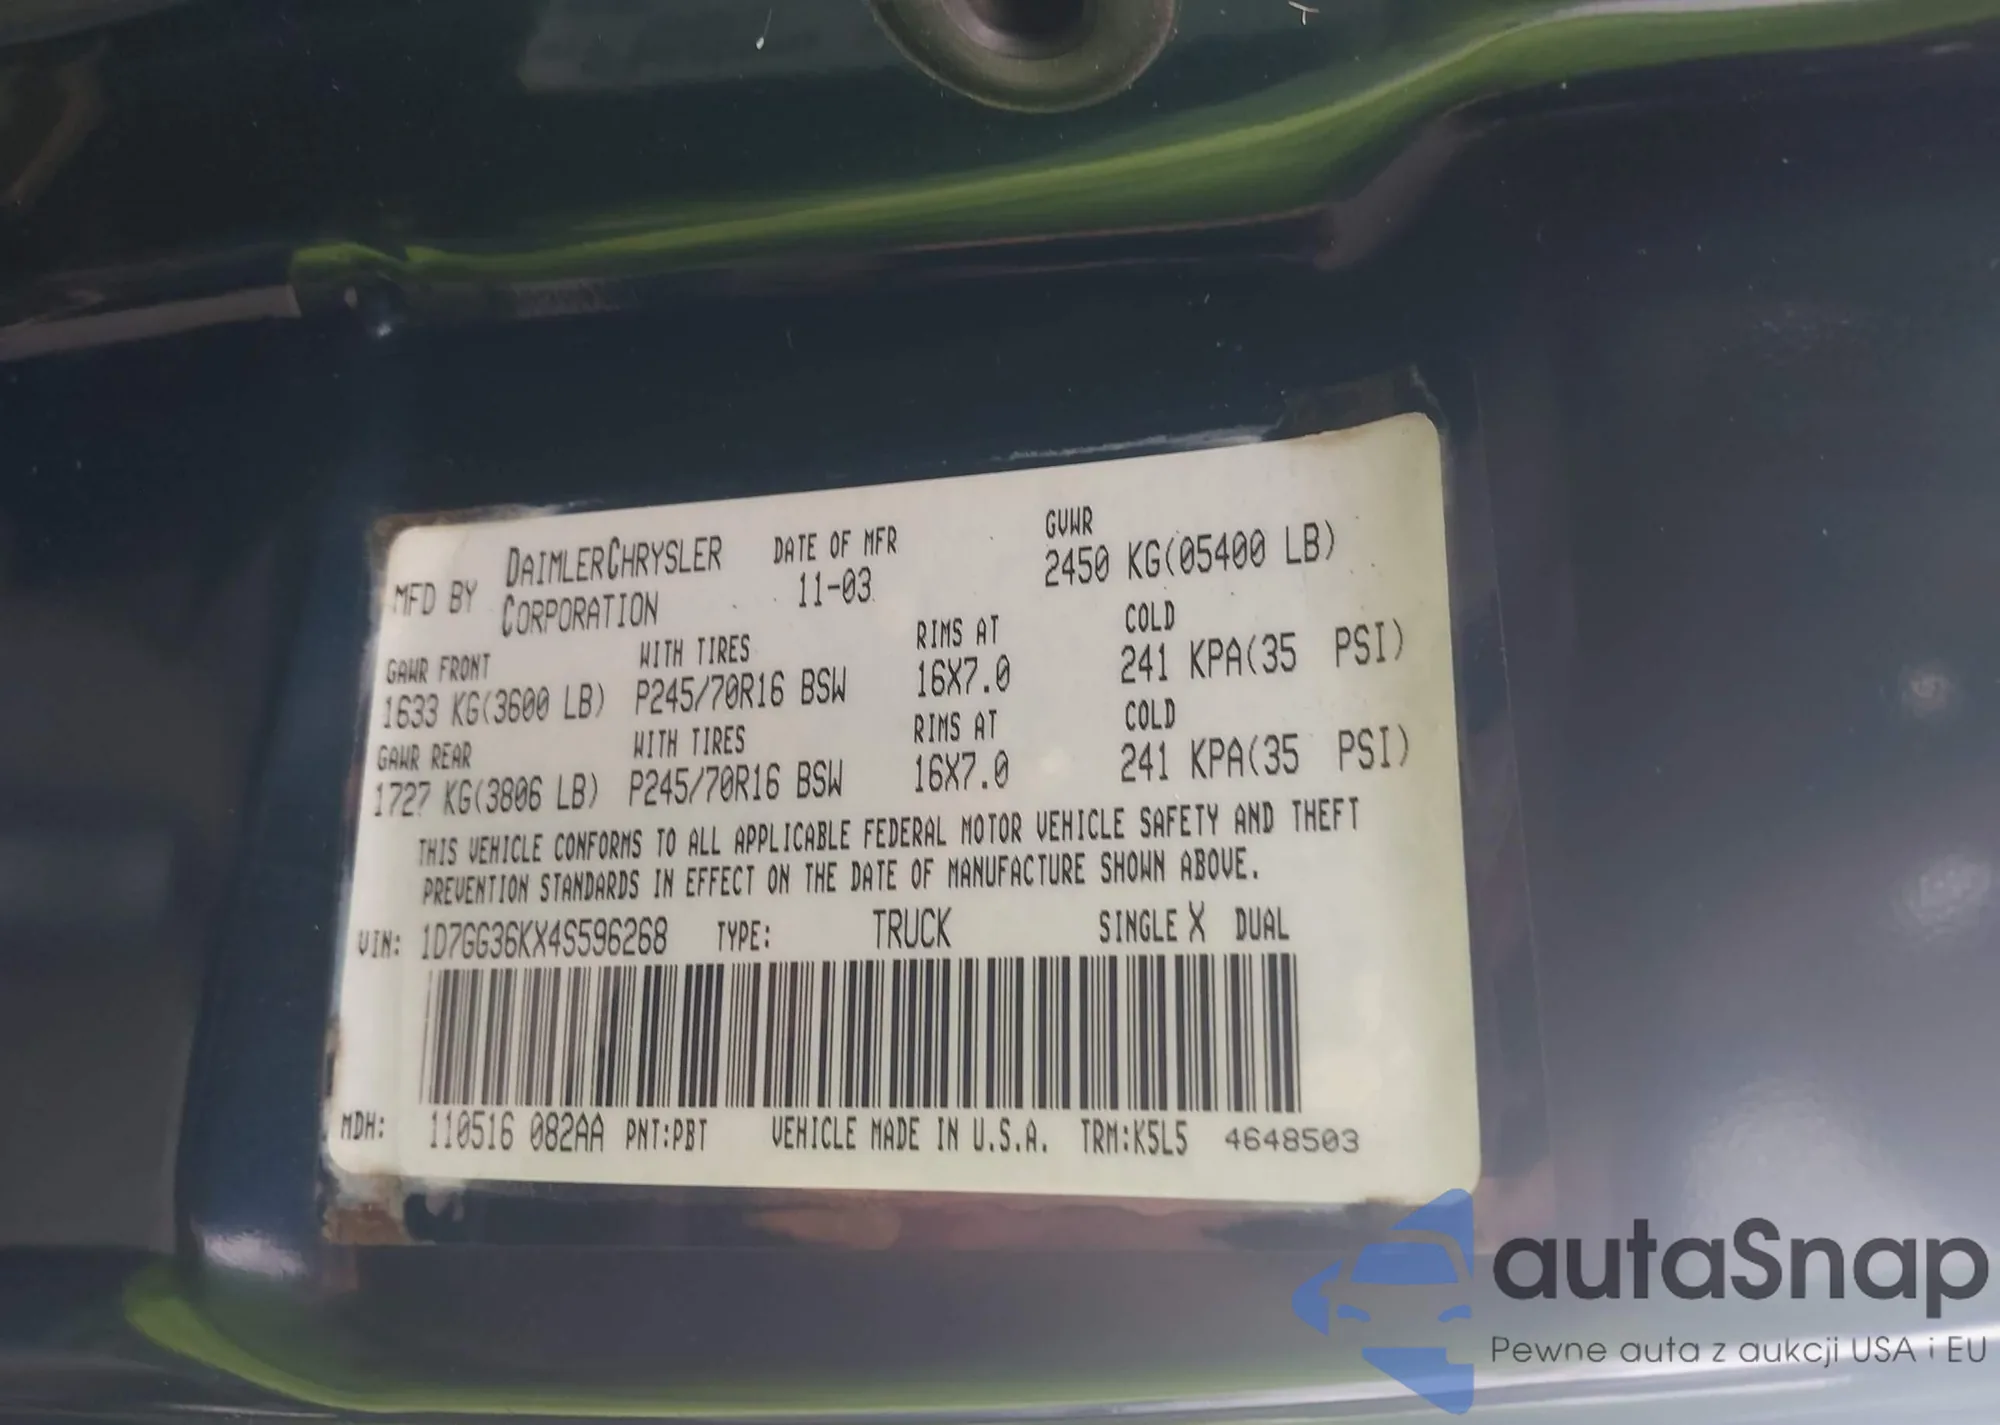 MFD BY DAIMLERCHRYSLER CORPORATION
DATE OF MFR
11-03
GVWR
2450 KG(05400 LB)
GAWR FRONT WITH TIRES RIMS AT COLD
1633 KG(3600 LB) P245/70R16 BSW 16X7.0 241 KPA(35 PSI)
GAWR REAR WITH TIRES RIMS AT COLD
1727 KG(3806 LB) P245/70R16 BSW 16X7.0 241 KPA(35 PSI)
THIS VEHICLE CONFORMS TO ALL APPLICABLE FEDERAL MOTOR VEHICLE SAFETY AND THEFT
PREVENTION STANDARDS IN EFFECT ON THE DATE OF MANUFACTURE SHOWN ABOVE.
VIN: 1D7GG36KX4S596268 TYPE: TRUCK SINGLE X DUAL
MDH: 110516 082AA PNT:PBT VEHICLE MADE IN U.S.A. TRM:K5L5 4648503
autaSnap
Pewne auta z aukcji USA i EU